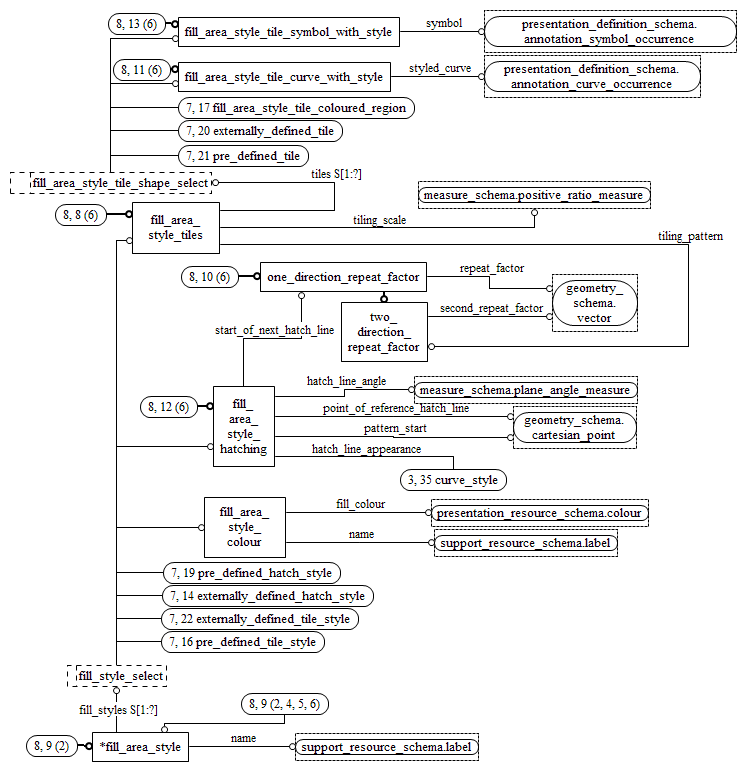 8, 13 (6)
fill_area_style_tile_symbol_with_style
symbol
presentation_definition_schema.
annotation_symbol_occurrence
8, 11 (6)
fill_area_style_tile_curve_with_style
styled_curve
presentation_definition_schema.
annotation_curve_occurrence
7, 17 fill_area_style_tile_coloured_region
7, 20 externally_defined_tile
7, 21 pre_defined_tile
fill_area_style_tile_shape_select
tiles S[1:?]
measure_schema.positive_ratio_measure
8, 8 (6)
fill_area_
style_tiles
tiling_scale
tiling_pattern
8, 10 (6)
one_direction_repeat_factor
repeat_factor
geometry_
schema.
vector
second_repeat_factor
two_
direction_
repeat_factor
start_of_next_hatch_line
8, 12 (6)
fill_
area_
style_
hatching
hatch_line_angle
measure_schema.plane_angle_measure
point_of_reference_hatch_line
geometry_schema.
cartesian_point
pattern_start
hatch_line_appearance
3, 35 curve_style
fill_area_
style_
colour
fill_colour
presentation_resource_schema.colour
name
support_resource_schema.label
7, 19 pre_defined_hatch_style
7, 14 externally_defined_hatch_style
7, 22 externally_defined_tile_style
7, 16 pre_defined_tile_style
fill_style_select
fill_styles S[1:?]
8, 9 (2, 4, 5, 6)
8, 9 (2)
*fill_area_style
name
support_resource_schema.label